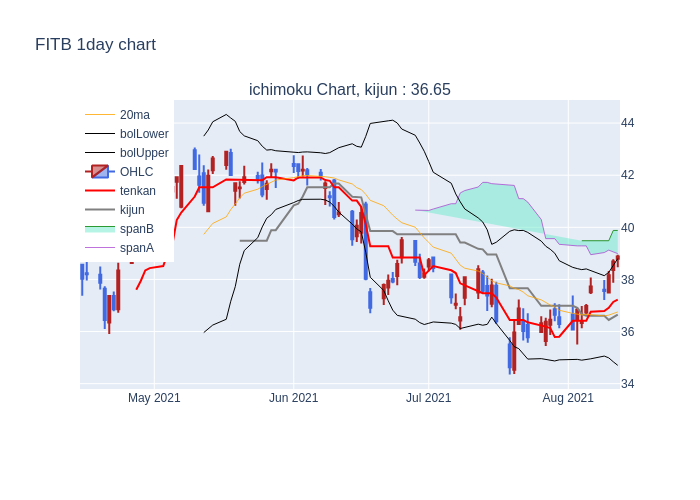 FITB 1day chart
ichimoku Chart, kijun : 36.65
20ma
bolLower
bolUpper
OHLC
tenkan
kijun
spanB
spanA
44
42
40
38
36
34
May 2021
Jun 2021
Jul 2021
Aug 2021